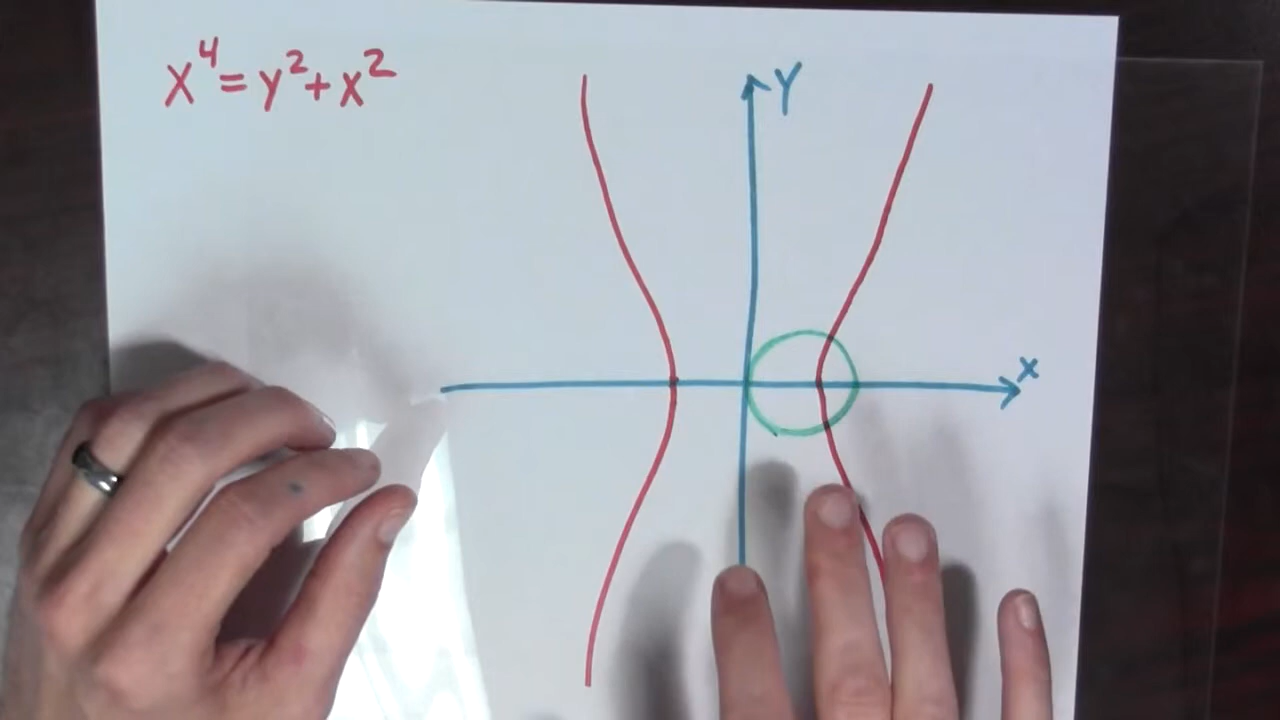 x⁴ = y² + x²
Y
x